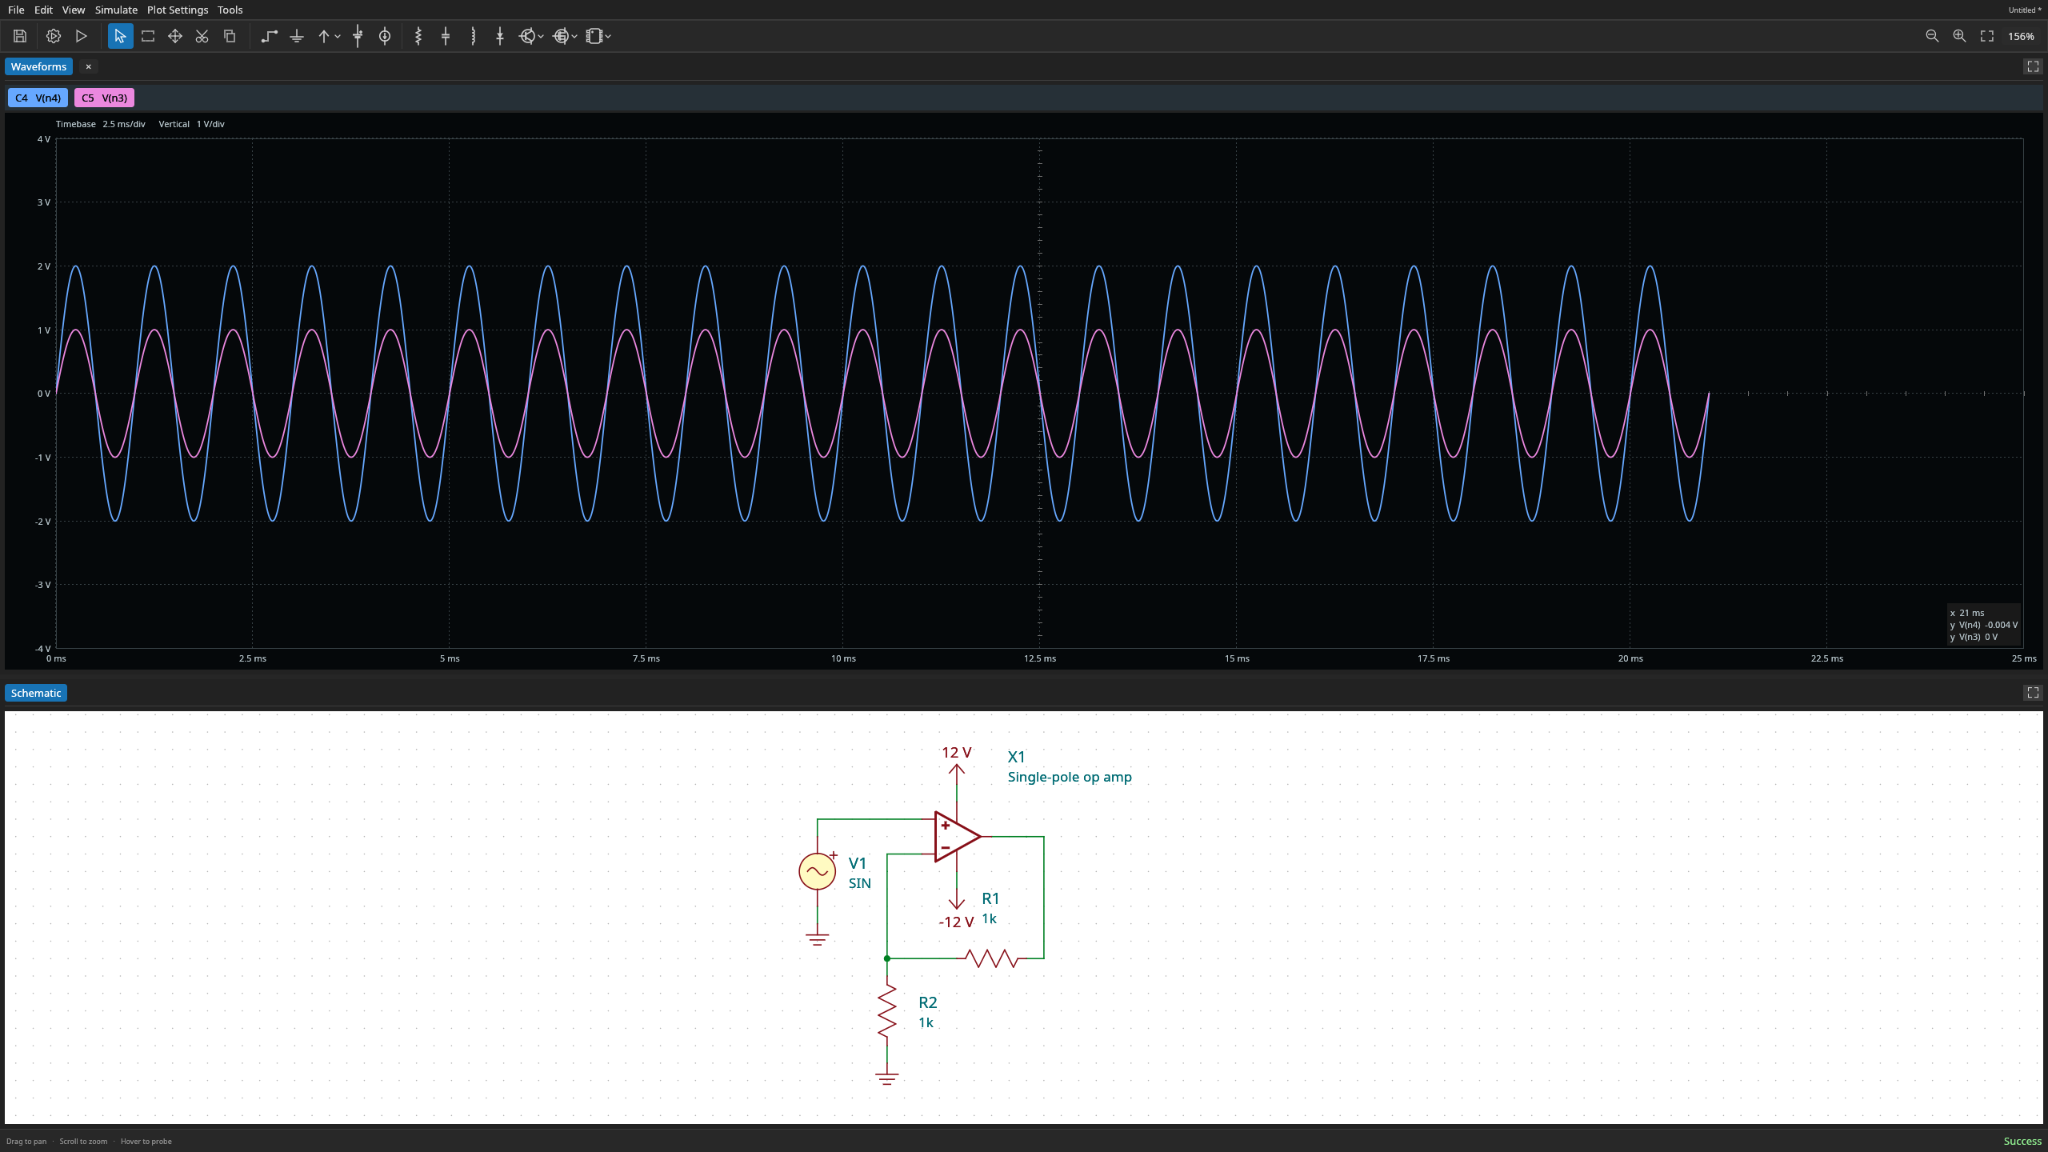 File Edit View Simulate Plot Settings Tools
Untitled *
156%
Waveforms ×
C4 V(n4) C5 V(n3)
Timebase 2.5 ms/div Vertical 1 V/div
4 V
3 V
2 V
1 V
0 V
-1 V
-2 V
-3 V
-4 V
x 21 ms
y V(n4) -0.004 V
y V(n3) 0 V
0 ms 2.5 ms 5 ms 7.5 ms 10 ms 12.5 ms 15 ms 17.5 ms 20 ms 22.5 ms 25 ms
Schematic
12 V
X1
Single-pole op amp
+
-
+
V1
SIN
R1
1k
-12 V
R2
1k
Drag to pan · Scroll to zoom · Hover to probe
Success